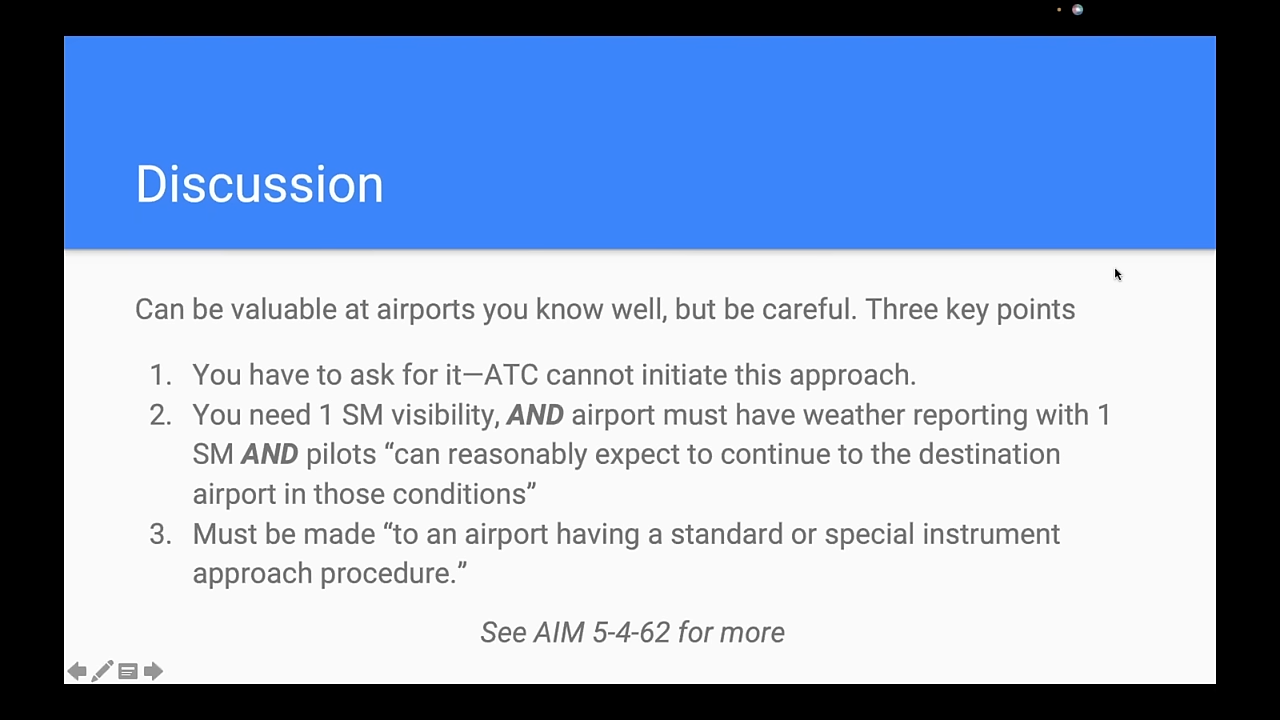 Discussion
Can be valuable at airports you know well, but be careful. Three key points
1. You have to ask for it—ATC cannot initiate this approach.
2. You need 1 SM visibility, AND airport must have weather reporting with 1
SM AND pilots “can reasonably expect to continue to the destination
airport in those conditions”
3. Must be made “to an airport having a standard or special instrument
approach procedure.”
See AIM 5-4-62 for more